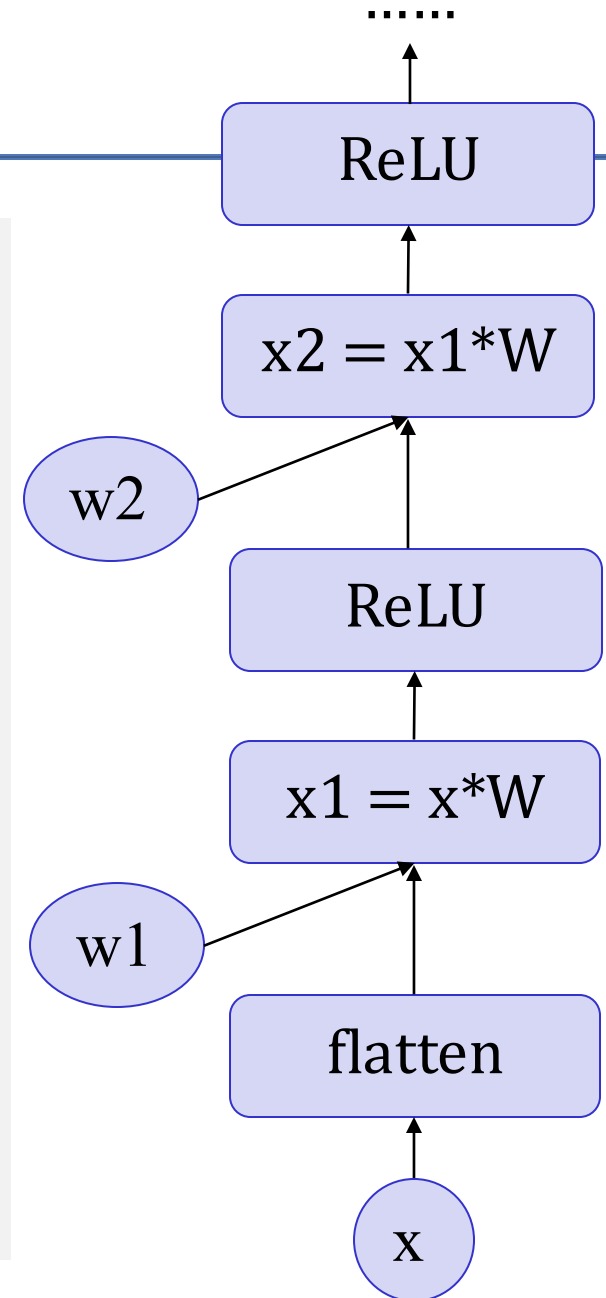 ......
ReLU
x2 = x1*W
w2
ReLU
x1 = x*W
w1
flatten
x